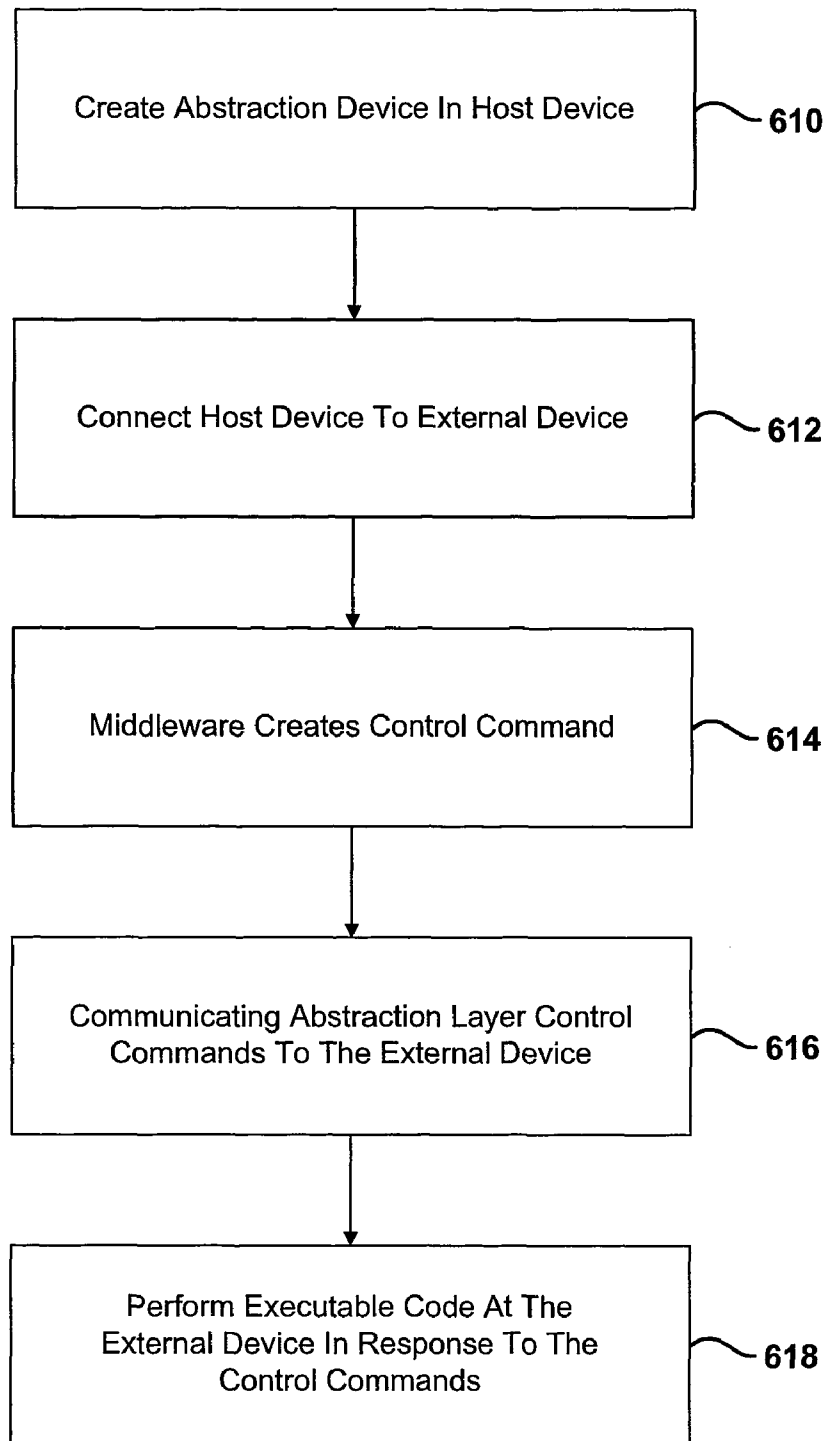 Create Abstraction Device In Host Device
610
Connect Host Device To External Device
612
Middleware Creates Control Command
614
Communicating Abstraction Layer Control
Commands To The External Device
616
Perform Executable Code At The
External Device In Response To The
Control Commands
618